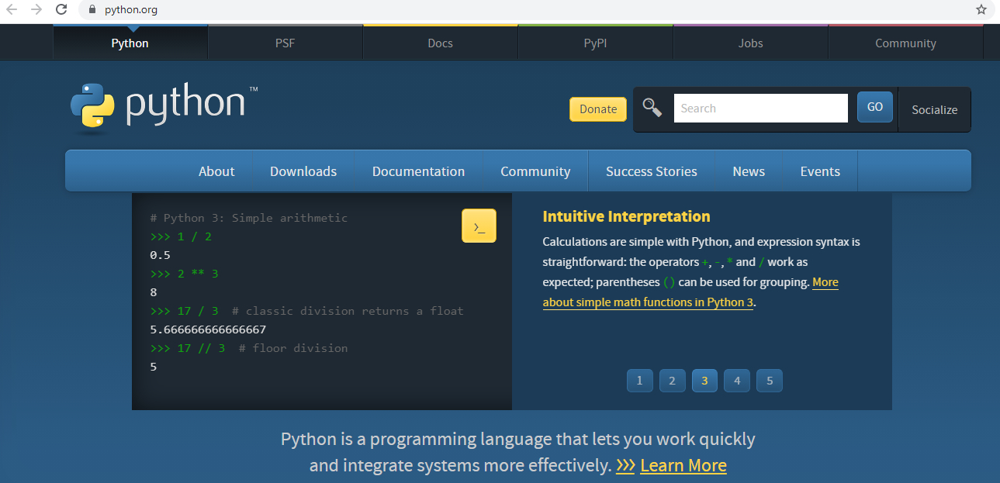 python.org
Python PSF Docs PyPI Jobs Community
python™
Donate Search GO Socialize
About Downloads Documentation Community Success Stories News Events
# Python 3: Simple arithmetic
>>> 1 / 2
0.5
>>> 2 ** 3
8
>>> 17 / 3  # classic division returns a float
5.666666666666667
>>> 17 // 3  # floor division
5
>_
Intuitive Interpretation
Calculations are simple with Python, and expression syntax is
straightforward: the operators +, -, * and / work as
expected; parentheses () can be used for grouping. More
about simple math functions in Python 3.
1 2 3 4 5
Python is a programming language that lets you work quickly
and integrate systems more effectively. >>> Learn More